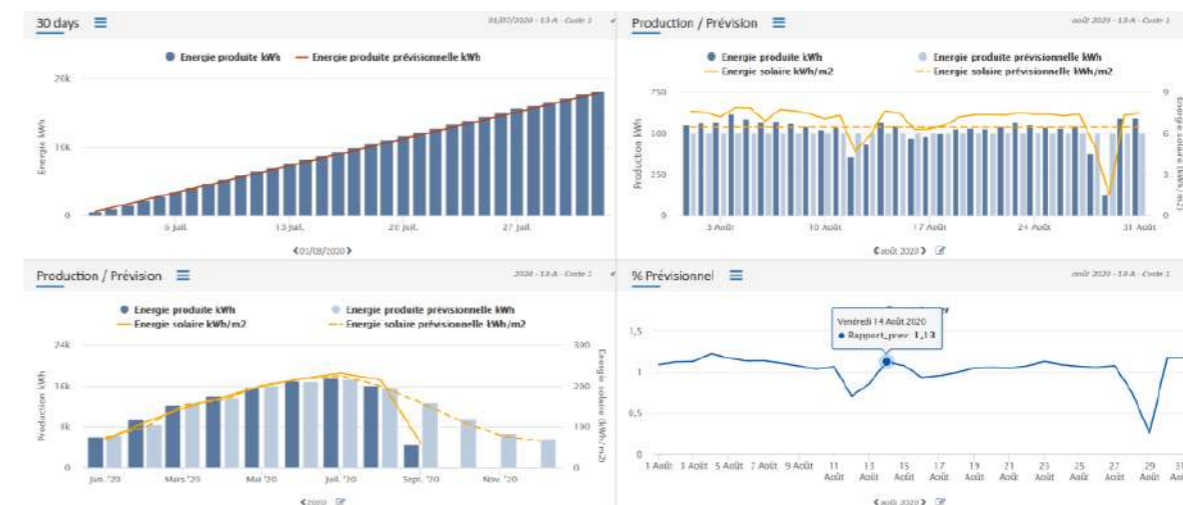 30 days
01/07/2020 - 13-A - Coste 1
Energie produite kWh
Energie produite prévisionnelle kWh
20k
10k
0
Energie kWh
6 Juil.
13 Juil.
20 Juil.
27 Juil.
01/08/2020
Production / Prévision
août 2020 - 13-A - Coste 1
Energie produite kWh
Energie produite prévisionnelle kWh
Energie solaire kWh/m2
Energie solaire prévisionnelle kWh/m2
750
500
250
0
Production kWh
9
6
3
0
Energie solaire (kWh/m2)
3 Août
10 Août
17 Août
24 Août
31 Août
août 2020
Production / Prévision
2020 - 13-A - Coste 1
Energie produite kWh
Energie produite prévisionnelle kWh
Energie solaire kWh/m2
Energie solaire prévisionnelle kWh/m2
24k
16k
8k
0
Production kWh
300
200
100
0
Energie solaire (kWh/m2)
Jan. '20
Mars '20
Mai '20
Juil. '20
Sept. '20
Nov. '20
2020
% Prévisionnel
août 2020 - 13-A - Coste 1
Vendredi 14 Août 2020
Rapport_prev: 1,13
1,5
1
0,5
0
1 Août
3 Août
5 Août
7 Août
9 Août
11 Août
13 Août
15 Août
17 Août
19 Août
21 Août
23 Août
25 Août
27 Août
29 Août
31
août 2020